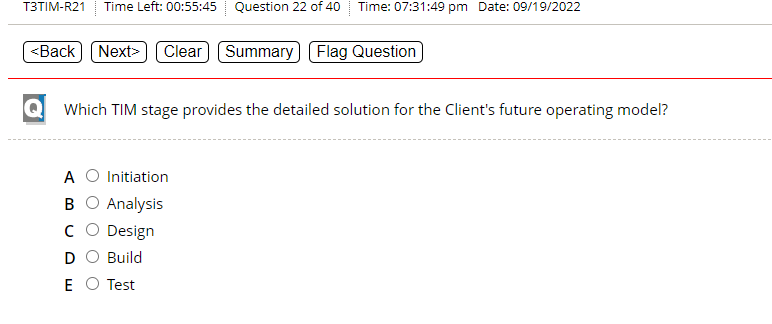 T3TIM-R21 Time Left: 00:55:45 Question 22 of 40 Time: 07:31:49 pm Date: 09/19/2022
<Back Next> Clear Summary Flag Question
Q Which TIM stage provides the detailed solution for the Client's future operating model?
A Initiation
B Analysis
C Design
D Build
E Test